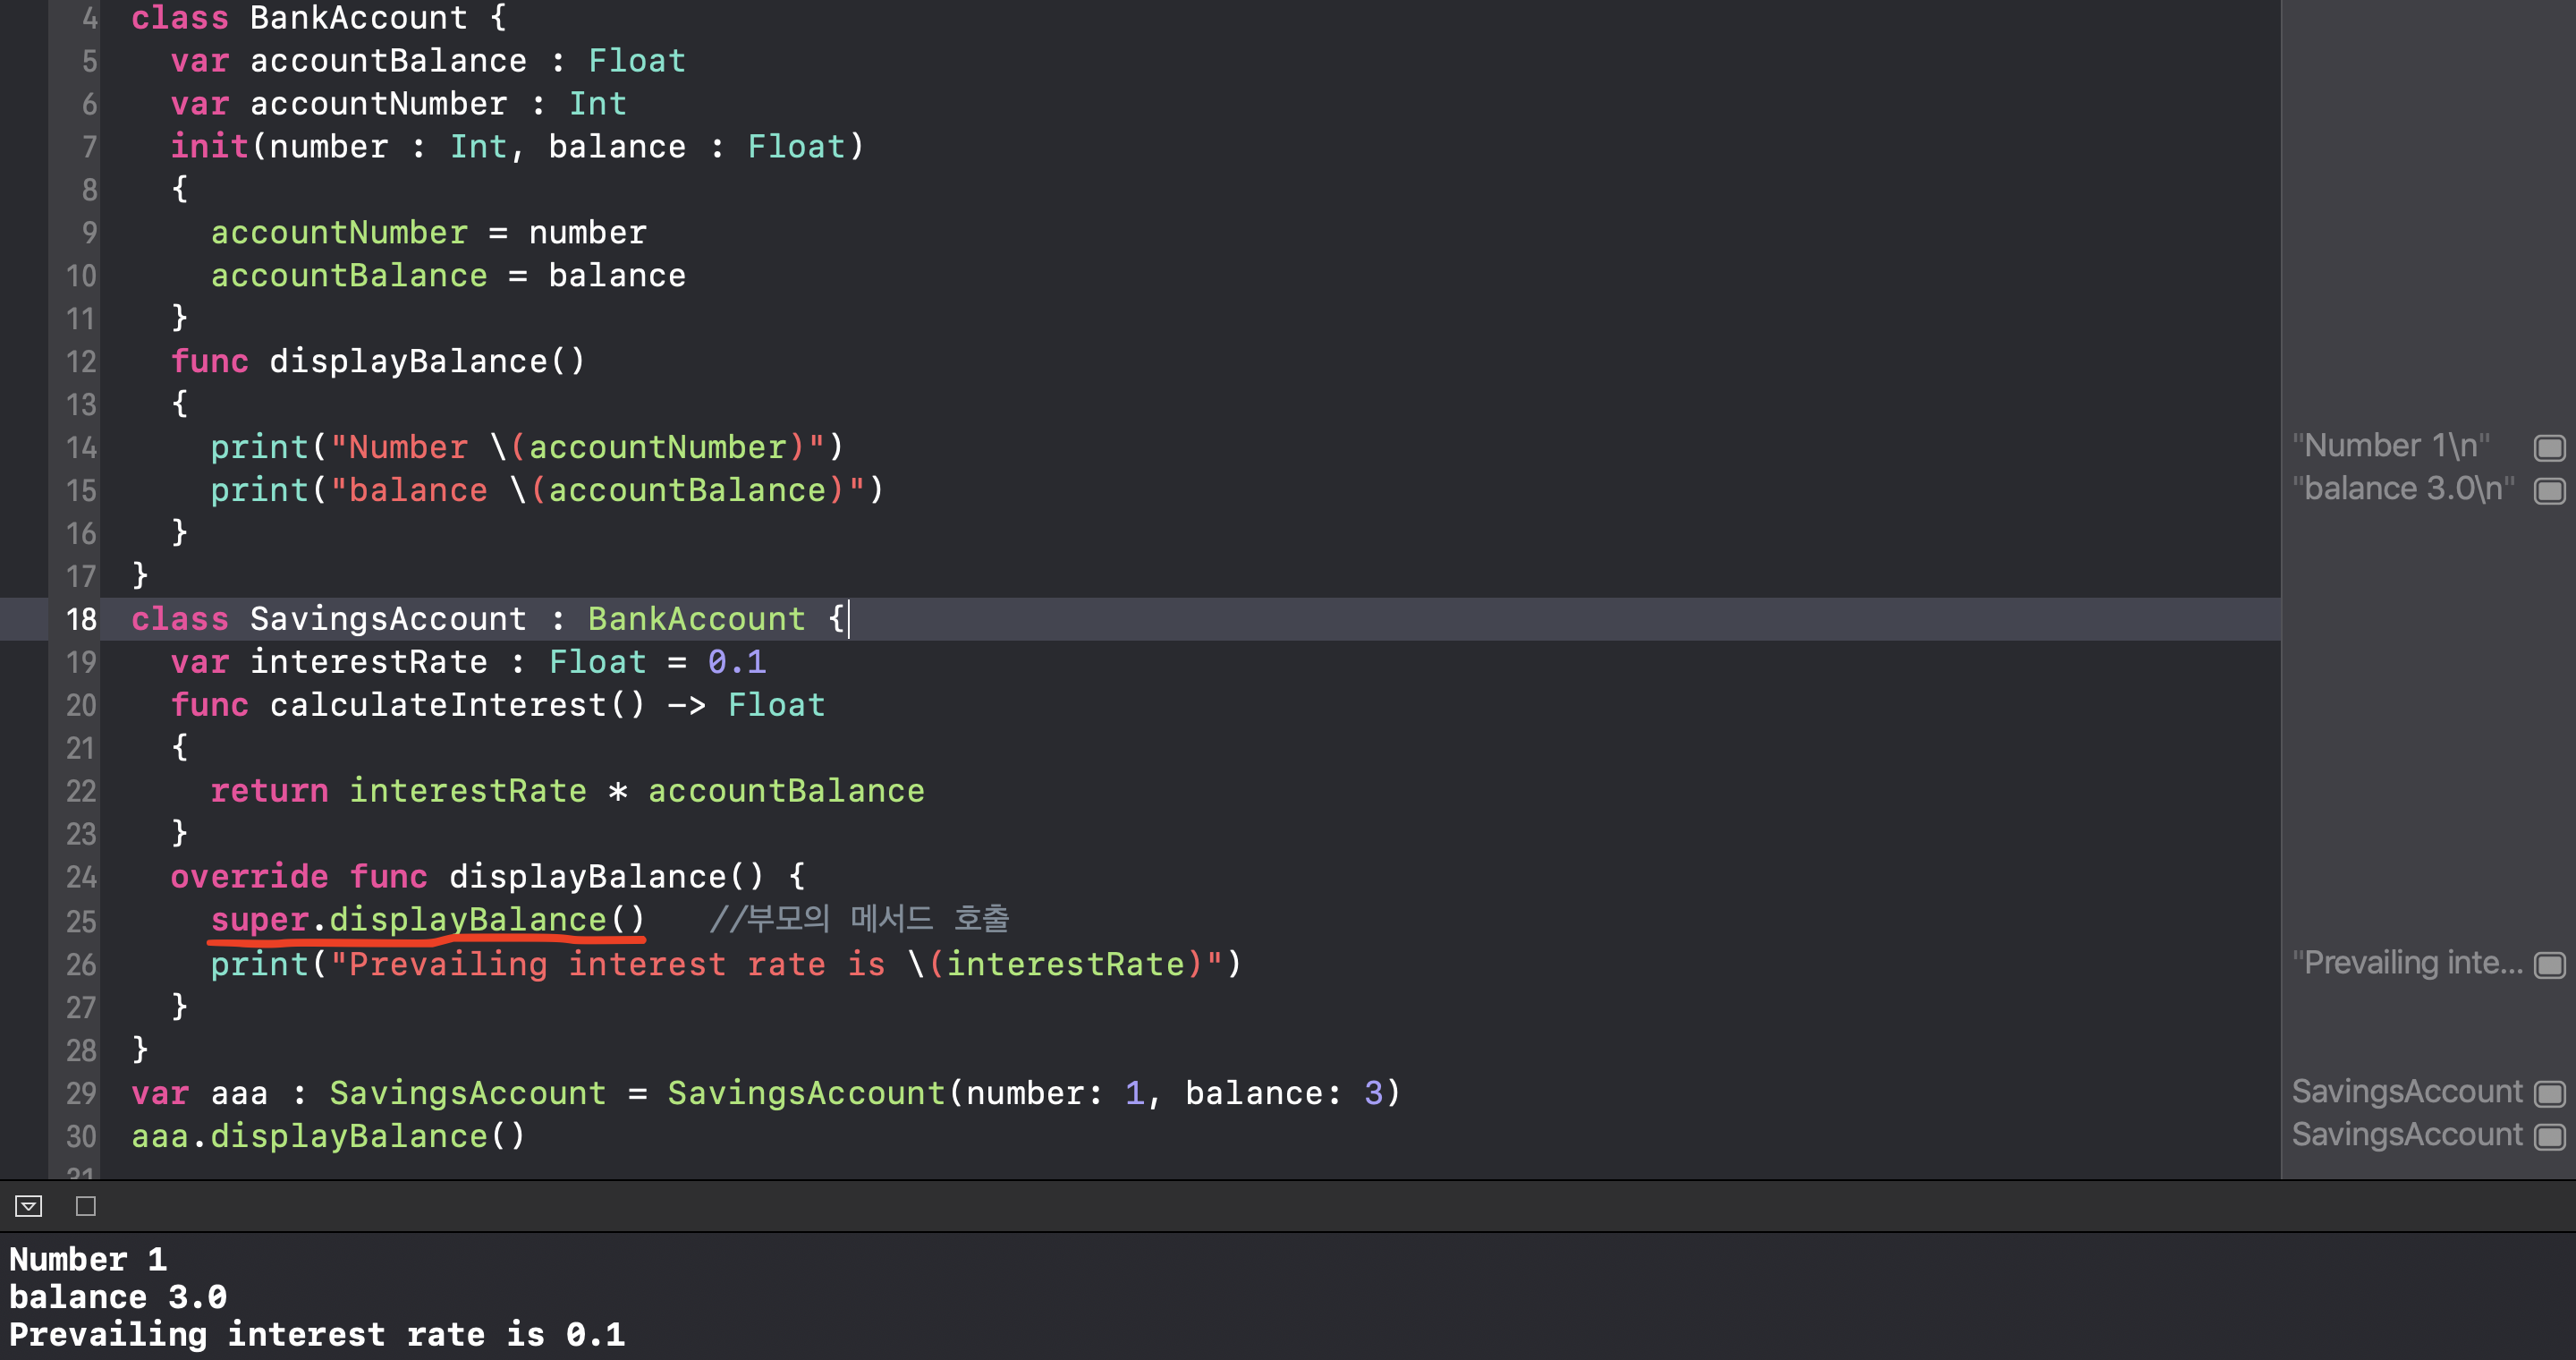 4 class BankAccount {
5 var accountBalance : Float
6 var accountNumber : Int
7 init(number : Int, balance : Float)
8 {
9 accountNumber = number
10 accountBalance = balance
11 }
12 func displayBalance()
13 {
14 print("Number \(accountNumber)") "Number 1\n"
15 print("balance \(accountBalance)") "balance 3.0\n"
16 }
17 }
18 class SavingsAccount : BankAccount {
19 var interestRate : Float = 0.1
20 func calculateInterest() -> Float
21 {
22 return interestRate * accountBalance
23 }
24 override func displayBalance() {
25 super.displayBalance() //부모의 메서드 호출
26 print("Prevailing interest rate is \(interestRate)") "Prevailing inte...
27 }
28 }
29 var aaa : SavingsAccount = SavingsAccount(number: 1, balance: 3) SavingsAccount
30 aaa.displayBalance() SavingsAccount
31
Number 1
balance 3.0
Prevailing interest rate is 0.1